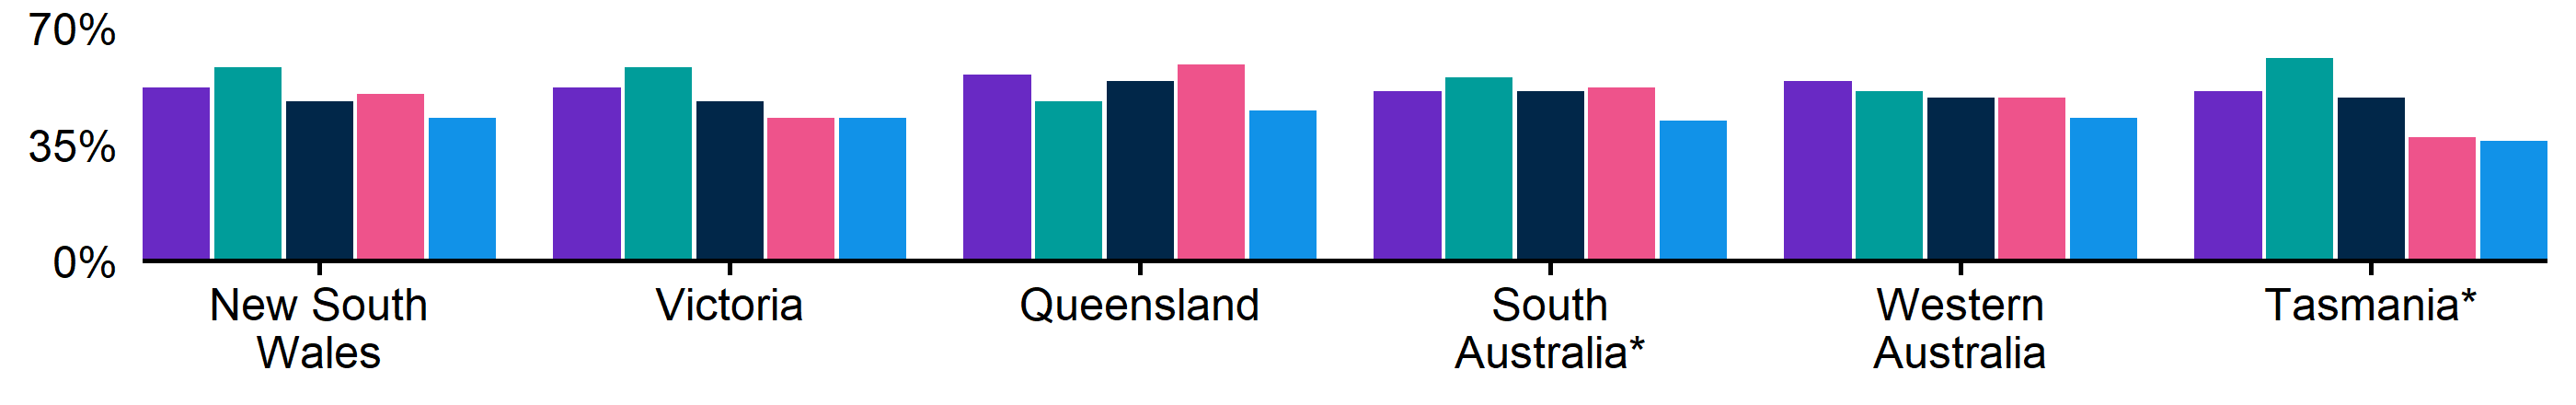 70%
35%
0%
New South
Wales
Victoria
Queensland
South
Australia*
Western
Australia
Tasmania*